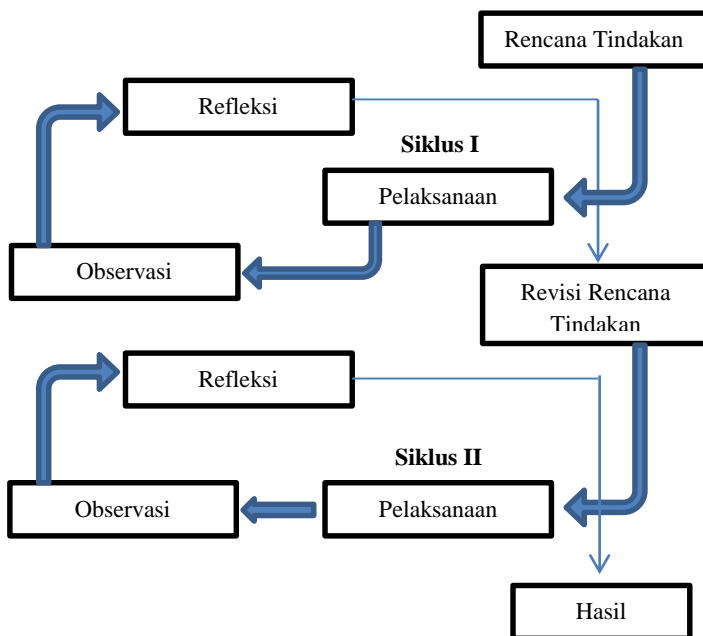 Rencana Tindakan
Refleksi
Siklus I
Pelaksanaan
Observasi
Revisi Rencana
Tindakan
Refleksi
Siklus II
Observasi
Pelaksanaan
Hasil